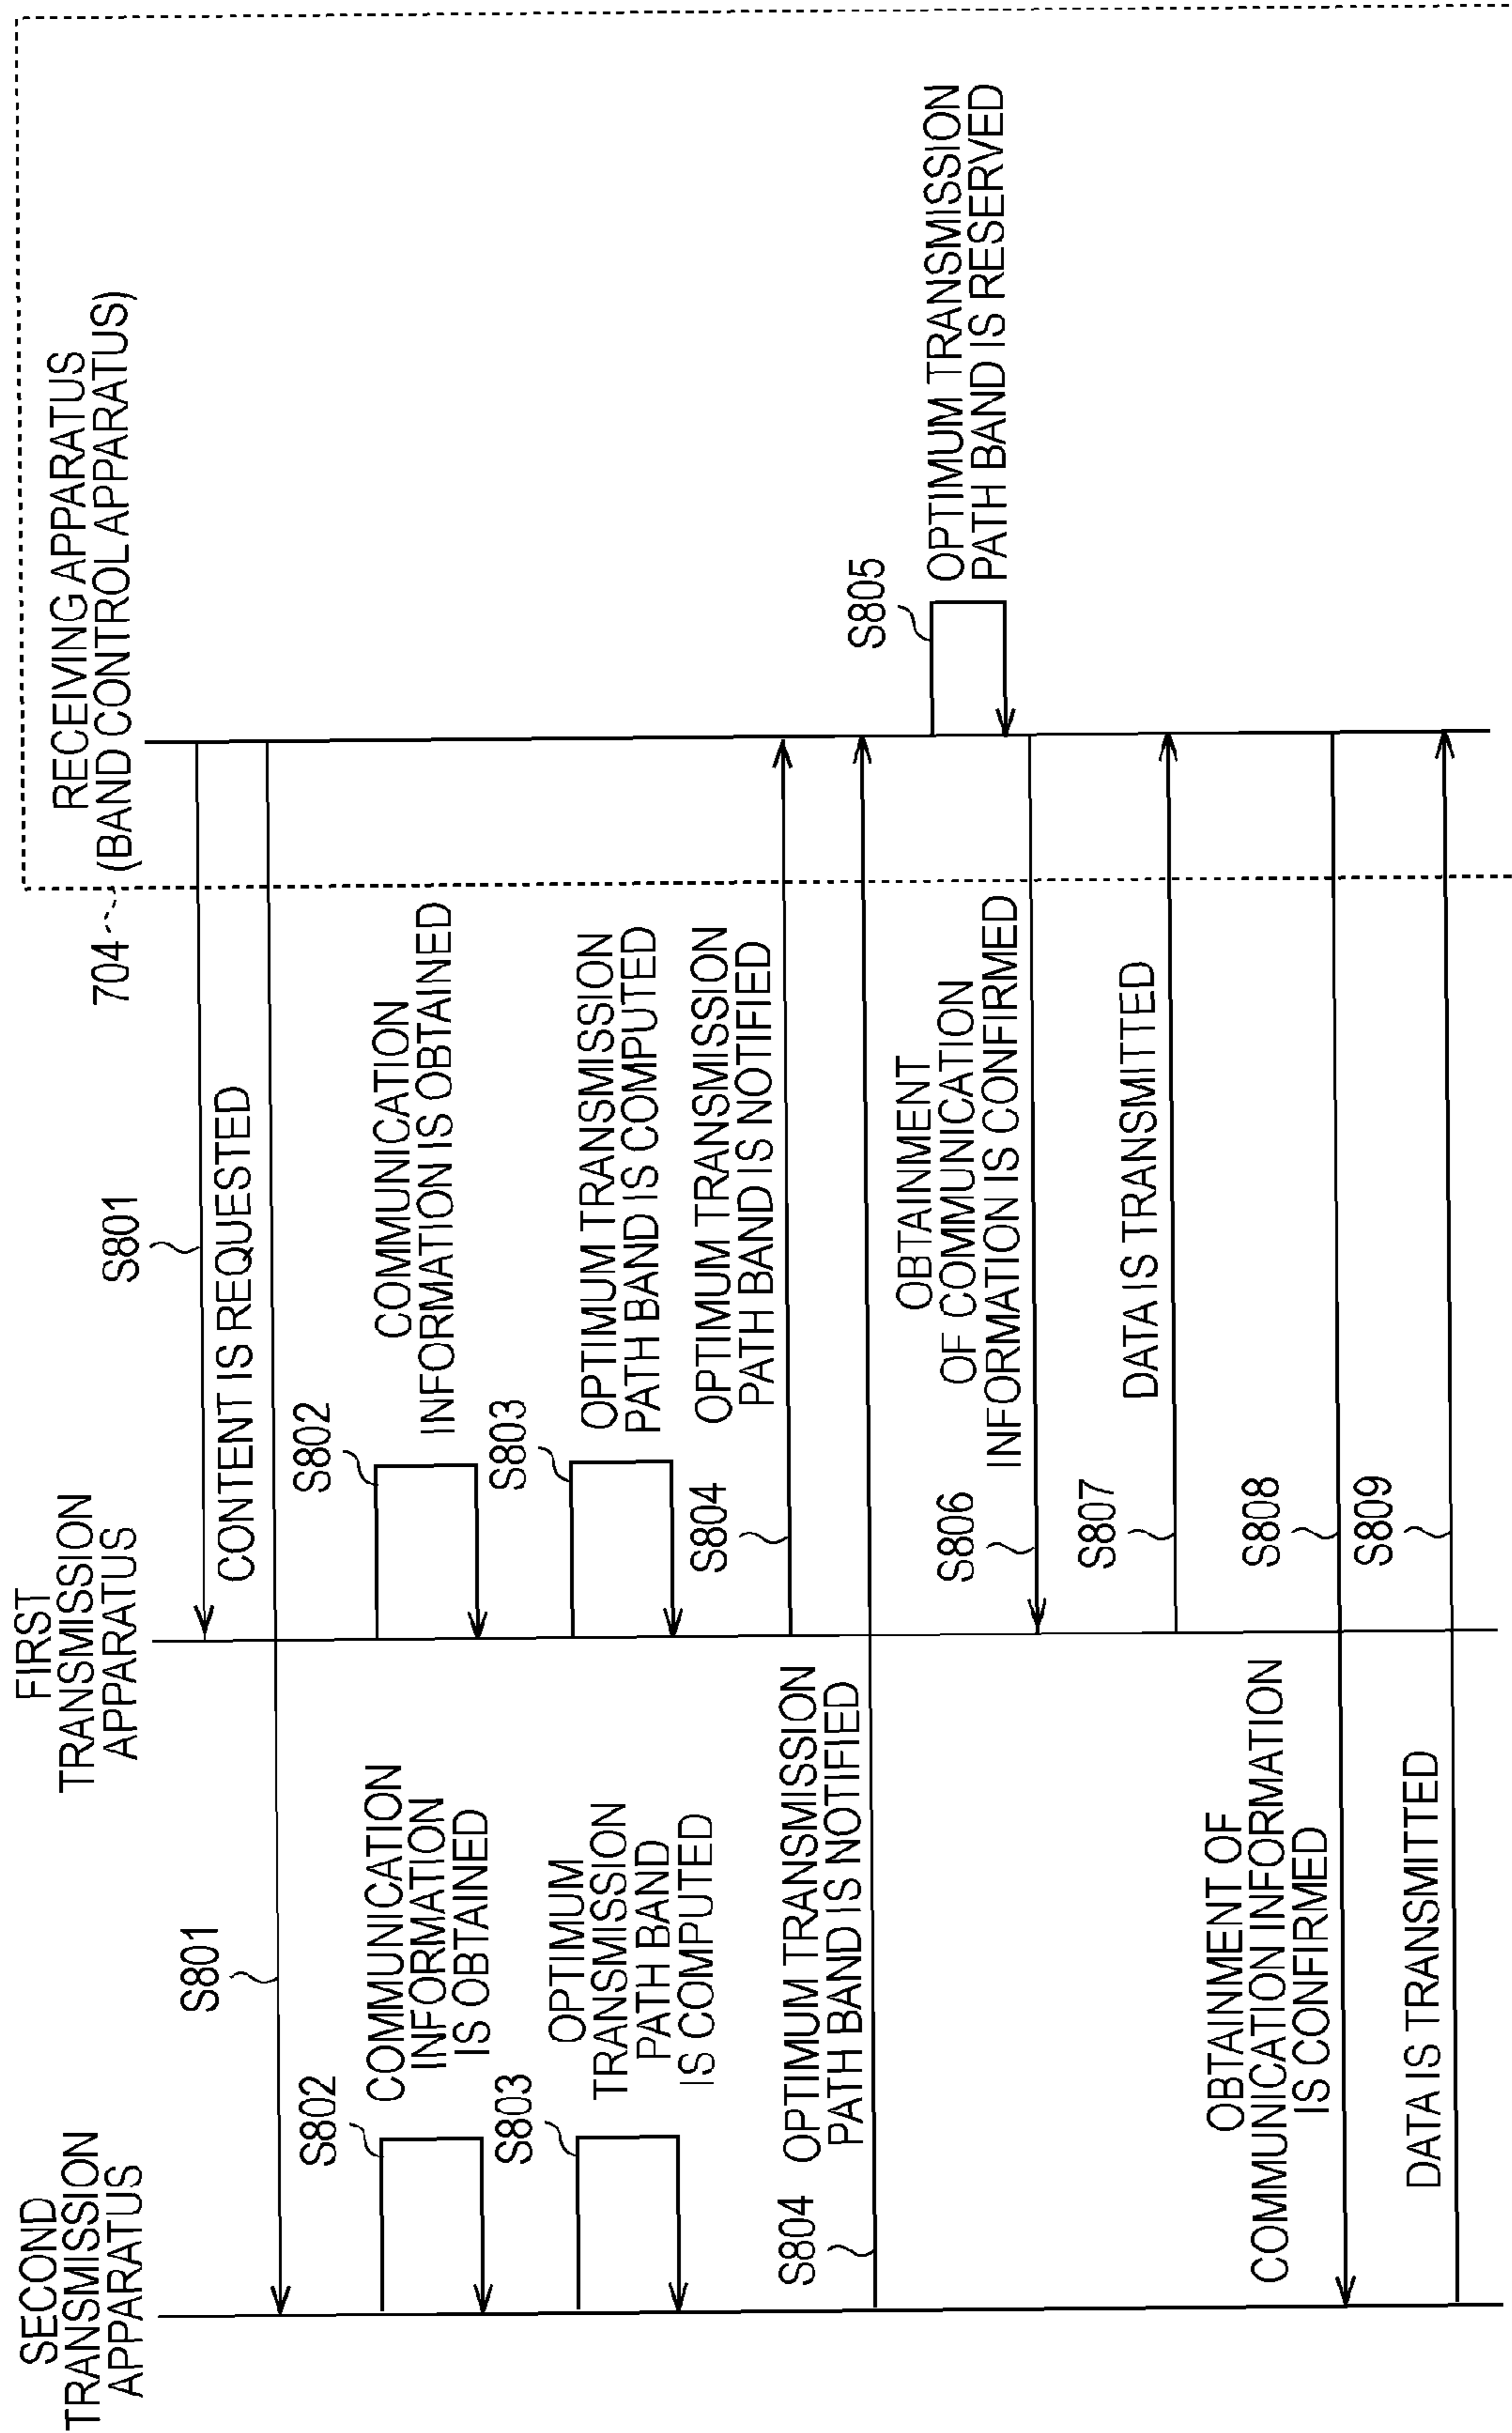 SECOND
TRANSMISSION
APPARATUS
FIRST
TRANSMISSION
APPARATUS
RECEIVING APPARATUS
(BAND CONTROL APPARATUS)
704
S801
CONTENT IS REQUESTED
S801
S802
COMMUNICATION
INFORMATION
IS OBTAINED
S802
COMMUNICATION
INFORMATION IS OBTAINED
S803
OPTIMUM
TRANSMISSION
PATH BAND
IS COMPUTED
S803
OPTIMUM TRANSMISSION
PATH BAND IS COMPUTED
S804
OPTIMUM TRANSMISSION
PATH BAND IS NOTIFIED
S804
OPTIMUM TRANSMISSION
PATH BAND IS NOTIFIED
S805
OPTIMUM TRANSMISSION
PATH BAND IS RESERVED
S806
OBTAINMENT
OF COMMUNICATION
INFORMATION IS CONFIRMED
S807
DATA IS TRANSMITTED
OBTAINMENT OF
COMMUNICATION INFORMATION
IS CONFIRMED
S808
DATA IS TRANSMITTED
S809